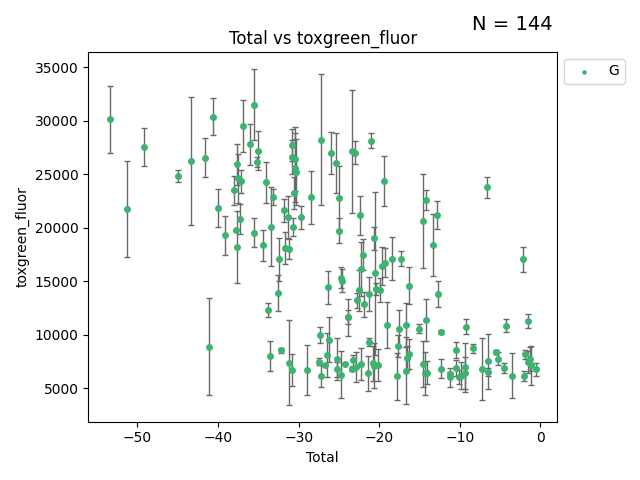 N = 144
Total vs toxgreen_fluor
G
toxgreen_fluor
35000
30000
25000
20000
15000
10000
5000
−50 −40 −30 −20 −10 0
Total